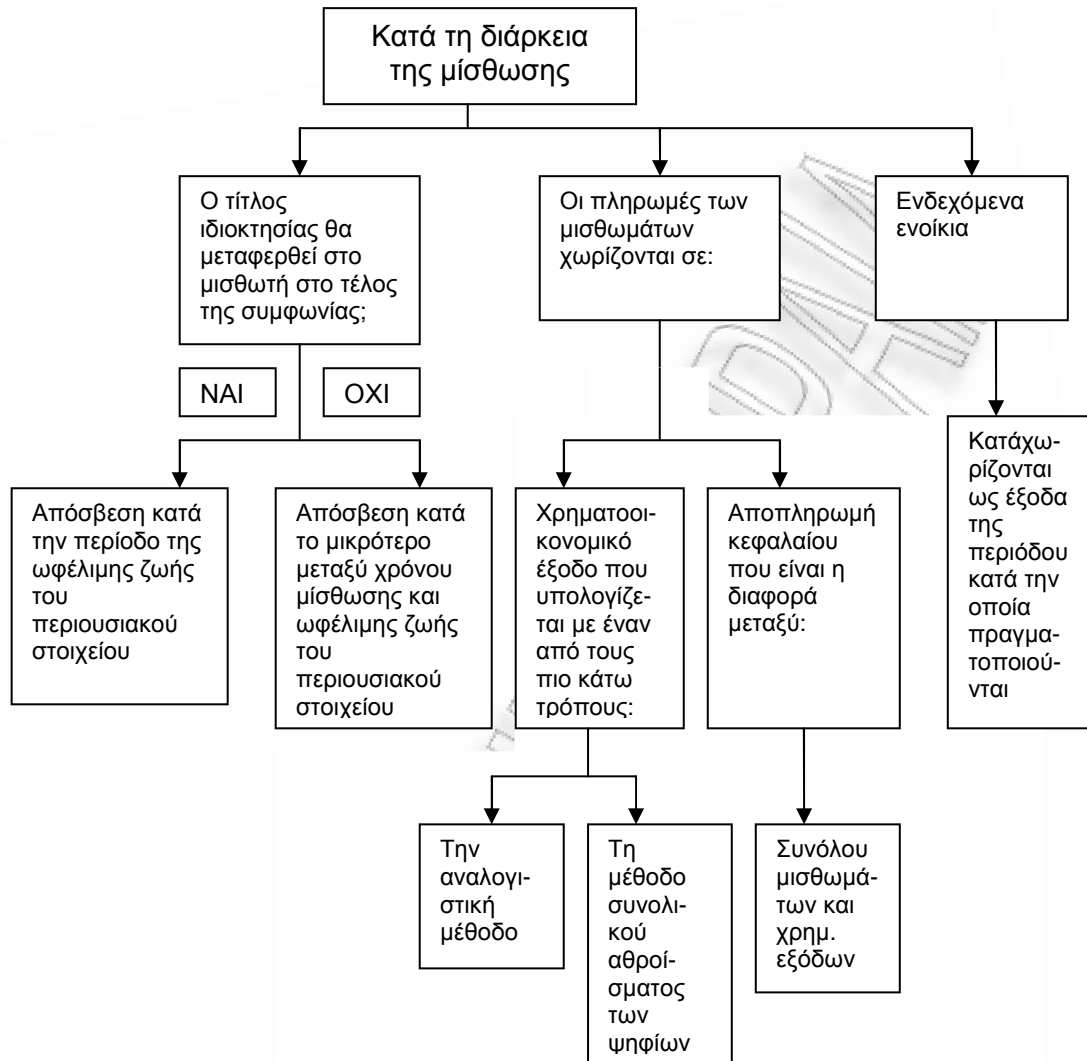 Κατά τη διάρκεια
της μίσθωσης
Ο τίτλος
ιδιοκτησίας θα
μεταφερθεί στο
μισθωτή στο τέλος
της συμφωνίας;
Οι πληρωμές των
μισθωμάτων
χωρίζονται σε:
Ενδεχόμενα
ενοίκια
ΝΑΙ
ΟΧΙ
Απόσβεση κατά
την περίοδο της
ωφέλιμης ζωής
του
περιουσιακού
στοιχείου
Απόσβεση κατά
το μικρότερο
μεταξύ χρόνου
μίσθωσης και
ωφέλιμης ζωής
του
περιουσιακού
στοιχείου
Χρηματοοι-
κονομικό
έξοδο που
υπολογίζε-
ται με έναν
από τους
πιο κάτω
τρόπους:
Αποπληρωμή
κεφαλαίου
που είναι η
διαφορά
μεταξύ:
Κατάχω-
ρίζονται
ως έξοδα
της
περιόδου
κατά την
οποία
πραγμα-
τοποιού-
νται
Την
αναλογι-
στική
μέθοδο
Τη
μέθοδο
συνολι-
κού
αθροί-
σματος
των
ψηφίων
Συνόλου
μισθωμά-
των και
χρημ.
εξόδων